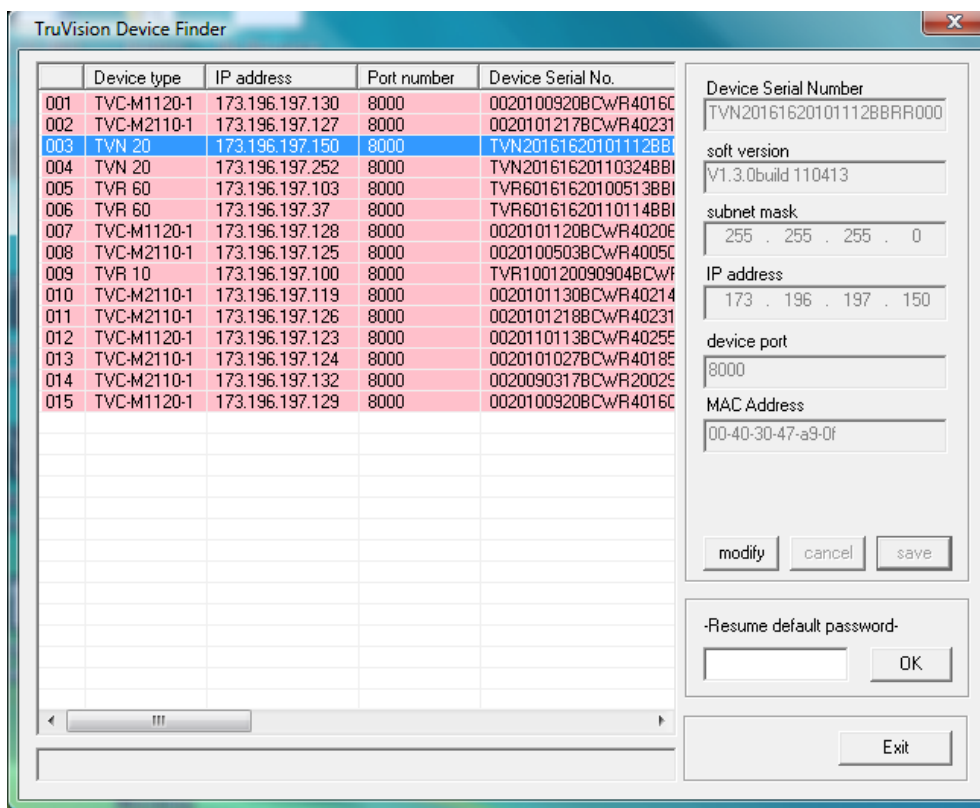 TruVision Device Finder
Device type IP address Port number Device Serial No.
001 TVC-M1120-1 173.196.197.130 8000 0020100920BCWR4016
002 TVC-M2110-1 173.196.197.127 8000 0020101217BCWR40231
003 TVN 20 173.196.197.150 8000 TVN20161620101112BB
004 TVN 20 173.196.197.252 8000 TVN20161620110324BB
005 TVR 60 173.196.197.103 8000 TVR60161620100513BB
006 TVR 60 173.196.197.37 8000 TVR60161620110114BB
007 TVC-M1120-1 173.196.197.128 8000 0020101120BCWR40206
008 TVC-M2110-1 173.196.197.125 8000 0020100503BCWR4005
009 TVR 10 173.196.197.100 8000 TVR100120090904BCW
010 TVC-M2110-1 173.196.197.119 8000 0020101130BCWR40214
011 TVC-M2110-1 173.196.197.126 8000 0020101218BCWR40231
012 TVC-M1120-1 173.196.197.123 8000 0020110113BCWR40255
013 TVC-M2110-1 173.196.197.124 8000 0020101027BCWR40185
014 TVC-M2110-1 173.196.197.132 8000 0020090317BCWR2002
015 TVC-M1120-1 173.196.197.129 8000 0020100920BCWR4016
Device Serial Number
TVN20161620101112BBRR000
soft version
V1.3.0build 110413
subnet mask
255 . 255 . 255 . 0
IP address
173 . 196 . 197 . 150
device port
8000
MAC Address
00-40-30-47-a9-0f
modify cancel save
-Resume default password-
OK
Exit